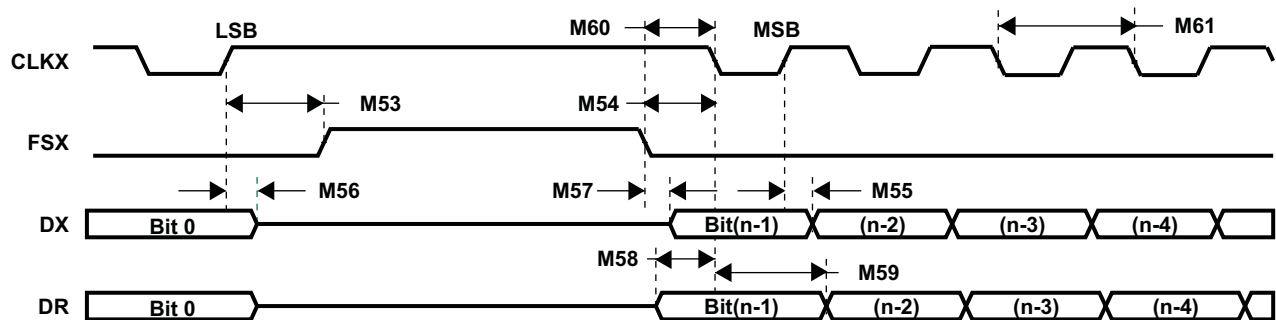 LSB
M60
MSB
M61
CLKX
M53
M54
FSX
M56
M57
M55
DX
Bit 0
Bit(n-1)
(n-2)
(n-3)
(n-4)
M58
M59
DR
Bit 0
Bit(n-1)
(n-2)
(n-3)
(n-4)